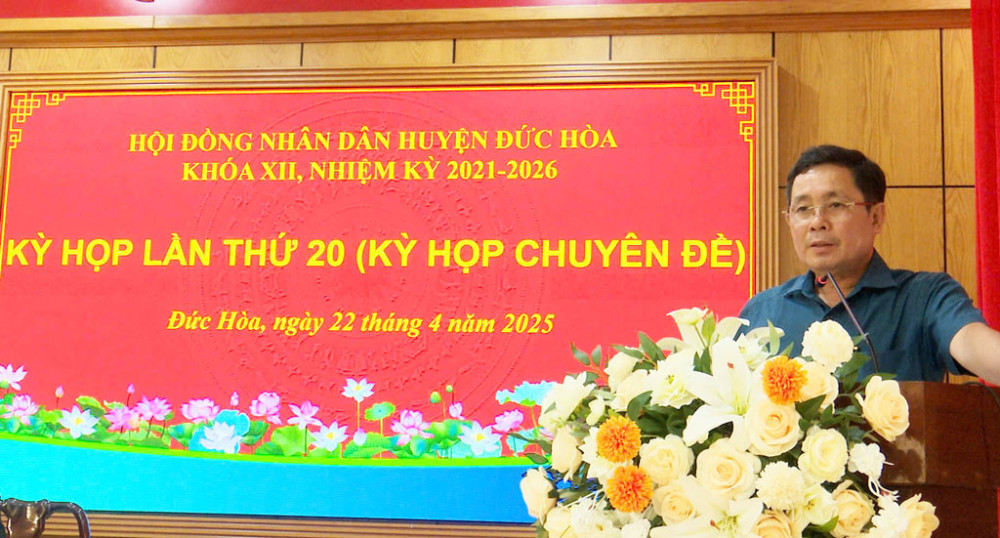 HỘI ĐỒNG NHÂN DÂN HUYỆN ĐỨC HÒA
KHÓA XII, NHIỆM KỲ 2021-2026
KỲ HỌP LẦN THỨ 20 (KỲ HỌP CHUYÊN ĐỀ)
Đức Hòa, ngày 22 tháng 4 năm 2025